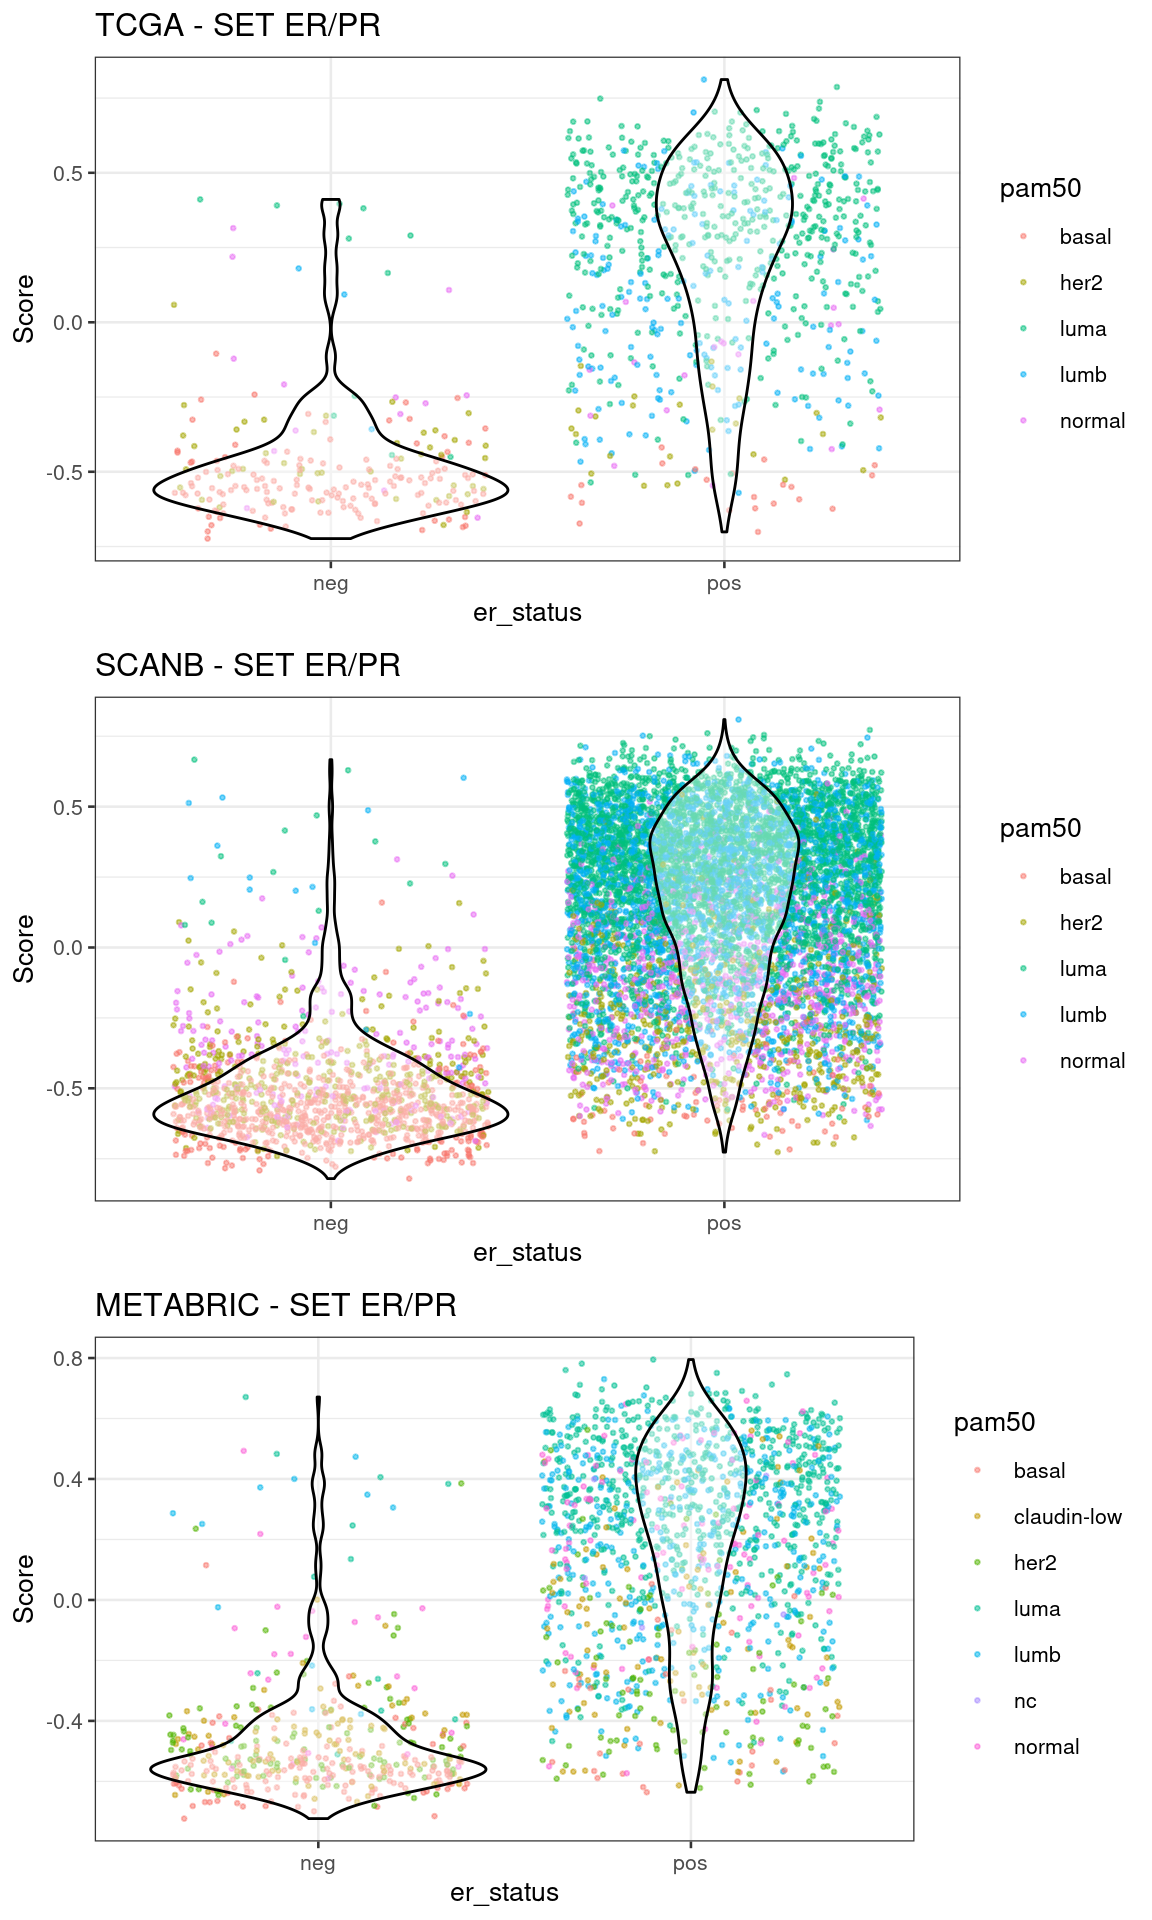 TCGA - SET ER/PR
Score
0.5
0.0
-0.5
neg
pos
er_status
pam50
basal
her2
luma
lumb
normal
SCANB - SET ER/PR
Score
0.5
0.0
-0.5
neg
pos
er_status
pam50
basal
her2
luma
lumb
normal
METABRIC - SET ER/PR
Score
0.8
0.4
0.0
-0.4
neg
pos
er_status
pam50
basal
claudin-low
her2
luma
lumb
nc
normal